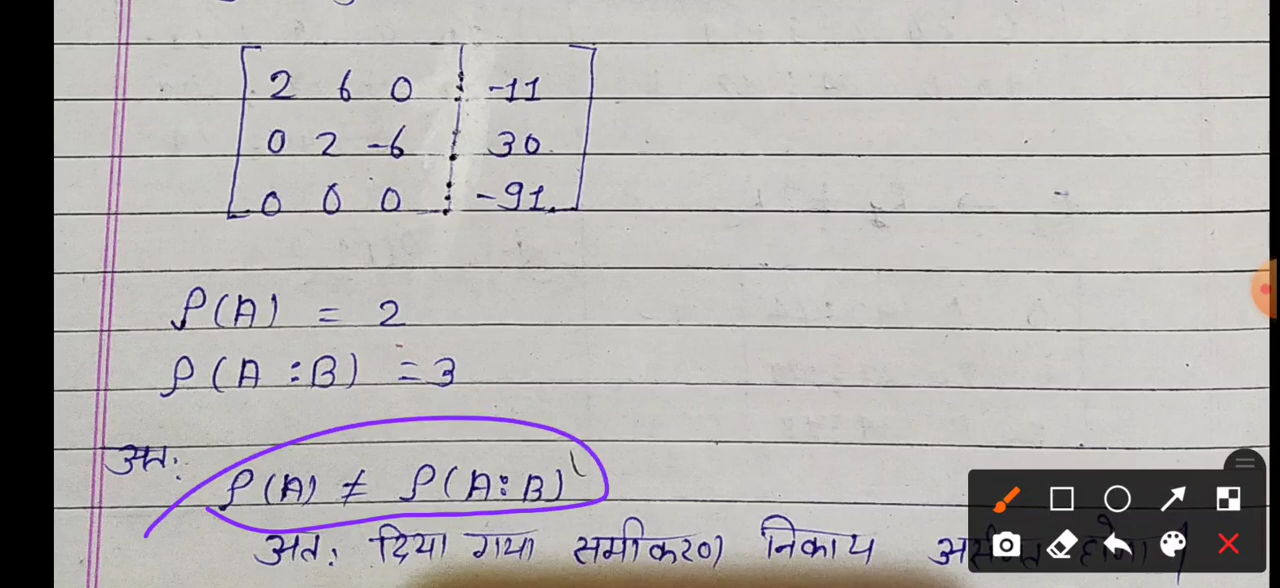 2 6 0 ⋮ -11
0 2 -6 ⋮ 30
0 0 0 ⋮ -91
ρ(A) = 2
ρ(A : B) = 3
अतः
ρ(A) ≠ ρ(A : B)
अतः दिया गया समीकरण निकाय